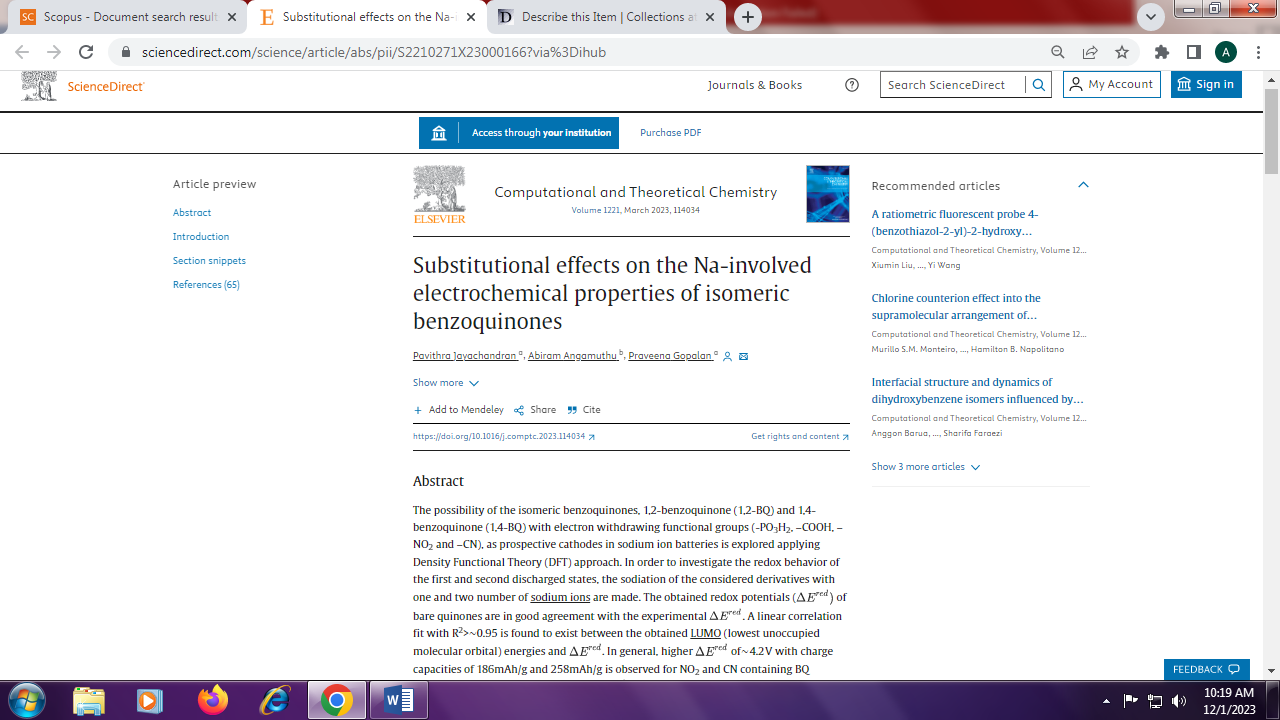 Scopus - Document search result
Substitutional effects on the Na-i
Describe this Item | Collections a
sciencedirect.com/science/article/abs/pii/S2210271X23000166?via%3Dihub
A
ScienceDirect
Journals & Books
Search ScienceDirect
My Account
Sign in
Access through your institution
Purchase PDF
Article preview
Abstract
Introduction
Section snippets
References (65)
ELSEVIER
Computational and Theoretical Chemistry
Volume 1221, March 2023, 114034
Substitutional effects on the Na-involved
electrochemical properties of isomeric
benzoquinones
Pavithra Jayachandran a, Abiram Angamuthu b, Praveena Gopalan a
Show more
Add to Mendeley Share Cite
https://doi.org/10.1016/j.comptc.2023.114034
Get rights and content
Abstract
The possibility of the isomeric benzoquinones, 1,2-benzoquinone (1,2-BQ) and 1,4-
benzoquinone (1,4-BQ) with electron withdrawing functional groups (-PO3H2, –COOH, –
NO2 and –CN), as prospective cathodes in sodium ion batteries is explored applying
Density Functional Theory (DFT) approach. In order to investigate the redox behavior of
the first and second discharged states, the sodiation of the considered derivatives with
one and two number of sodium ions are made. The obtained redox potentials (ΔE^red) of
bare quinones are in good agreement with the experimental ΔE^red. A linear correlation
fit with R²>~0.95 is found to exist between the obtained LUMO (lowest unoccupied
molecular orbital) energies and ΔE^red. In general, higher ΔE^red of~4.2V with charge
capacities of 186mAh/g and 258mAh/g is observed for NO2 and CN containing BQ
Recommended articles
A ratiometric fluorescent probe 4-
(benzothiazol-2-yl)-2-hydroxy…
Computational and Theoretical Chemistry, Volume 12…
Xiumin Liu, …, Yi Wang
Chlorine counterion effect into the
supramolecular arrangement of…
Computational and Theoretical Chemistry, Volume 12…
Murillo S.M. Monteiro, …, Hamilton B. Napolitano
Interfacial structure and dynamics of
dihydroxybenzene isomers influenced by…
Computational and Theoretical Chemistry, Volume 12…
Anggon Barua, …, Sharifa Faraezi
Show 3 more articles
FEEDBACK
10:19 AM
12/1/2023